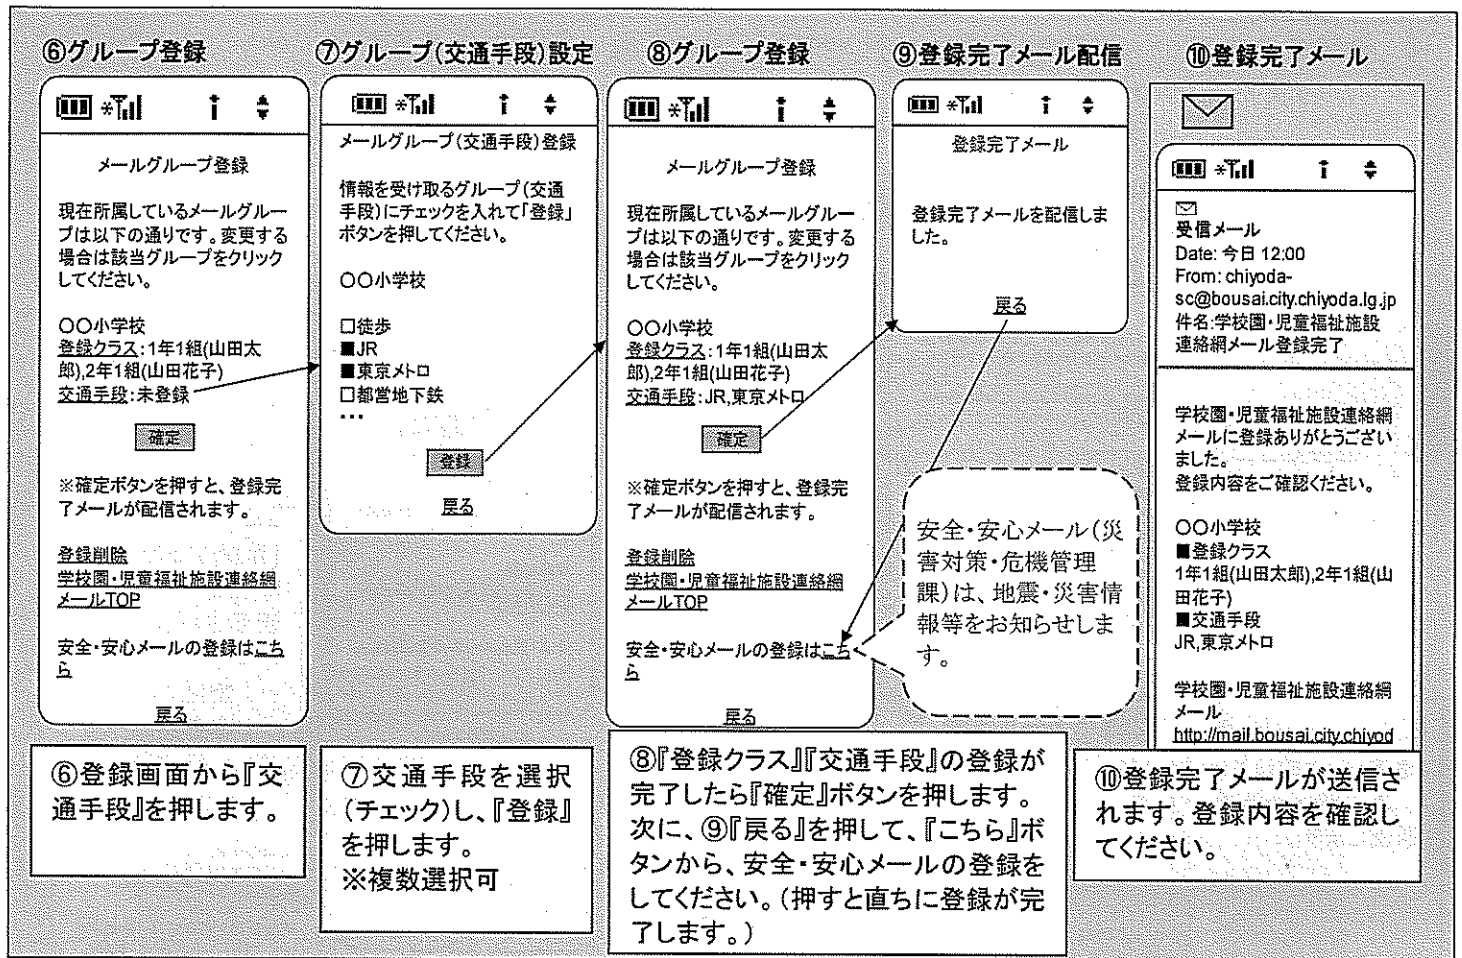 ⑥グループ登録
メールグループ登録
現在所属しているメールグルー
プは以下の通りです。変更する
場合は該当グループをクリック
してください。
〇〇小学校
登録クラス:1年1組(山田太
郎),2年1組(山田花子)
交通手段:未登録
確定
※確定ボタンを押すと、登録完
了メールが配信されます。
登録削除
学校園・児童福祉施設連絡網
メールTOP
安全・安心メールの登録はこち
ら
戻る
⑥登録画面から『交
通手段』を押します。
⑦グループ(交通手段)設定
メールグループ(交通手段)登録
情報を受け取るグループ(交通
手段)にチェックを入れて「登録」
ボタンを押してください。
〇〇小学校
□徒歩
■JR
■東京メトロ
□都営地下鉄
・・・
登録
戻る
⑦交通手段を選択
(チェック)し、『登録』
を押します。
※複数選択可
⑧グループ登録
メールグループ登録
現在所属しているメールグルー
プは以下の通りです。変更する
場合は該当グループをクリック
してください。
〇〇小学校
登録クラス:1年1組(山田太
郎),2年1組(山田花子)
交通手段:JR,東京メトロ
確定
※確定ボタンを押すと、登録完
了メールが配信されます。
登録削除
学校園・児童福祉施設連絡網
メールTOP
安全・安心メールの登録はこち
ら
戻る
⑧『登録クラス』『交通手段』の登録が
完了したら『確定』ボタンを押します。
次に、⑨『戻る』を押して、『こちら』ボ
タンから、安全・安心メールの登録を
してください。(押すと直ちに登録が完
了します。)
⑨登録完了メール配信
登録完了メール
登録完了メールを配信しま
した。
戻る
安全・安心メール(災
害対策・危機管理
課)は、地震・災害情
報等をお知らせしま
す。
⑩登録完了メール
受信メール
Date: 今日 12:00
From: chiyoda-
sc@bousai.city.chiyoda.lg.jp
件名:学校園・児童福祉施設
連絡網メール登録完了
学校園・児童福祉施設連絡網
メールに登録ありがとうござい
ました。
登録内容をご確認ください。
〇〇小学校
■登録クラス
1年1組(山田太郎),2年1組(山
田花子)
■交通手段
JR,東京メトロ
学校園・児童福祉施設連絡網
メール
http://mail.bousai.city.chiyod
⑩登録完了メールが送信さ
れます。登録内容を確認し
てください。